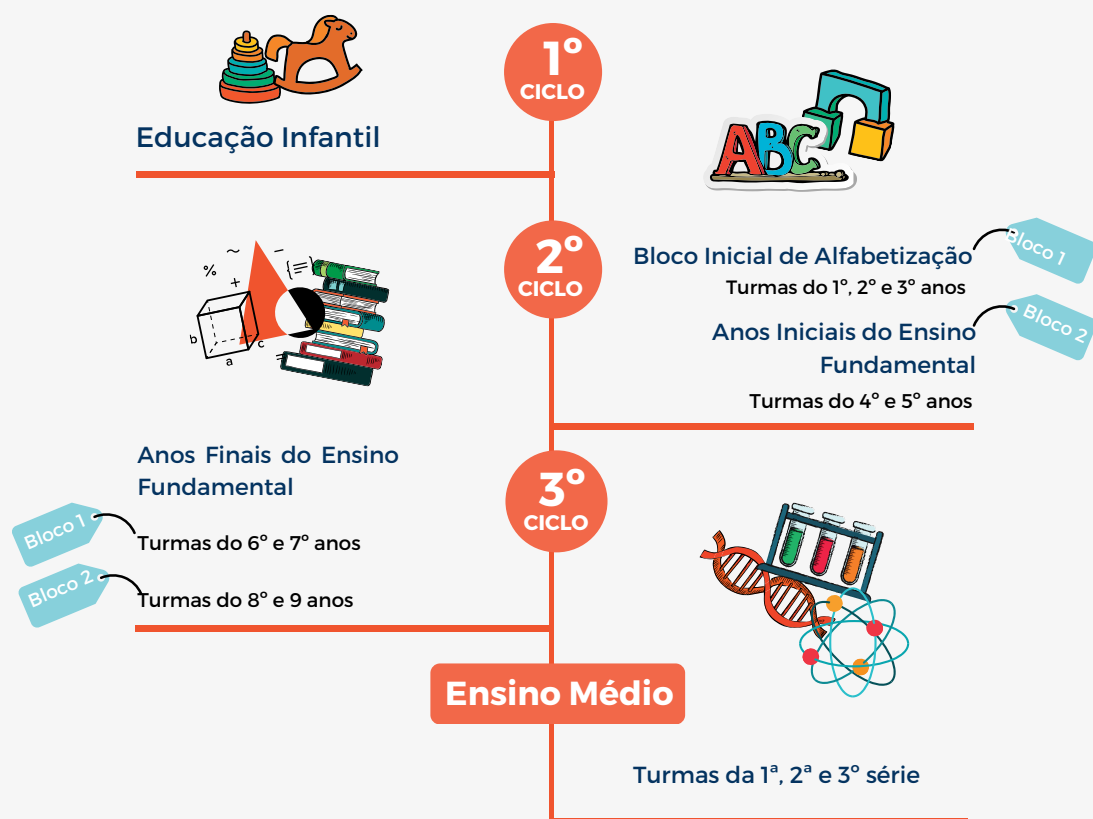 1º
CICLO
Educação Infantil
ABC
2º
CICLO
Bloco Inicial de Alfabetização
Bloco 1
Turmas do 1º, 2º e 3º anos
Anos Iniciais do Ensino
Fundamental
Bloco 2
Turmas do 4º e 5º anos
%
~
−
+
{=}
b
a
c
=
3º
CICLO
Anos Finais do Ensino
Fundamental
Bloco 1
Turmas do 6º e 7º anos
Bloco 2
Turmas do 8º e 9 anos
Ensino Médio
Turmas da 1ª, 2ª e 3º série